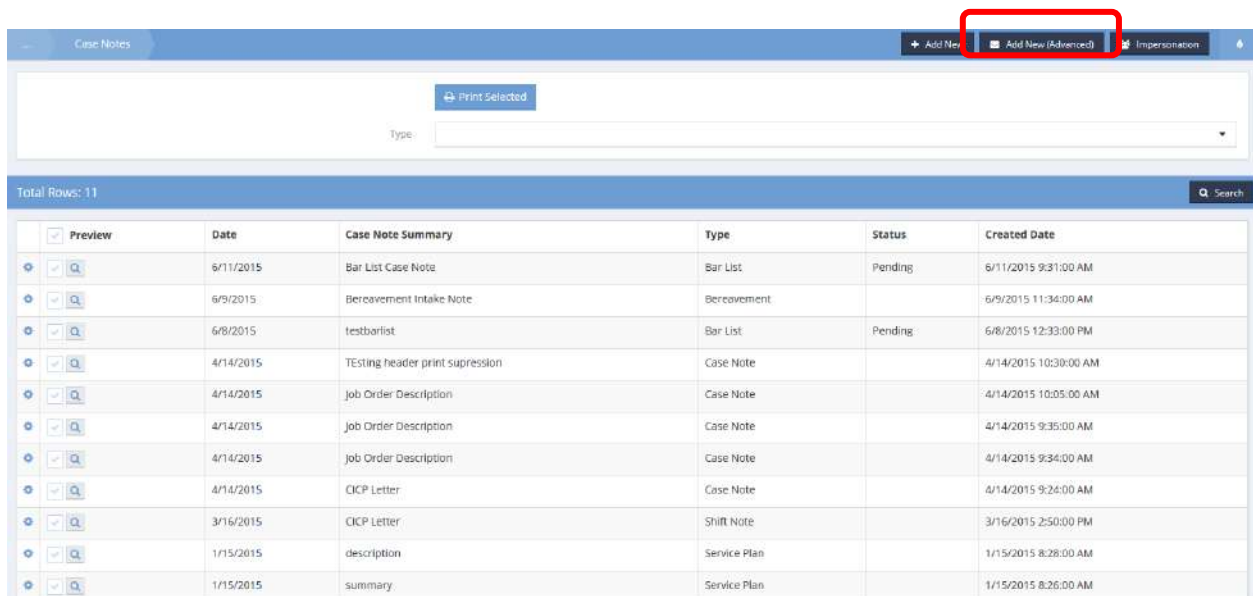 ... Case Notes + Add New Add New (Advanced) Impersonation
Print Selected
Type
Total Rows: 11 Search
Preview Date Case Note Summary Type Status Created Date
6/11/2015 Bar List Case Note Bar List Pending 6/11/2015 9:31:00 AM
6/9/2015 Bereavement Intake Note Bereavement 6/9/2015 11:34:00 AM
6/8/2015 testbarlist Bar List Pending 6/8/2015 12:33:00 PM
4/14/2015 TEsting header print supression Case Note 4/14/2015 10:30:00 AM
4/14/2015 Job Order Description Case Note 4/14/2015 10:05:00 AM
4/14/2015 Job Order Description Case Note 4/14/2015 9:35:00 AM
4/14/2015 Job Order Description Case Note 4/14/2015 9:34:00 AM
4/14/2015 CICP Letter Case Note 4/14/2015 9:24:00 AM
3/16/2015 CICP Letter Shift Note 3/16/2015 2:50:00 PM
1/15/2015 description Service Plan 1/15/2015 8:28:00 AM
1/15/2015 summary Service Plan 1/15/2015 8:26:00 AM